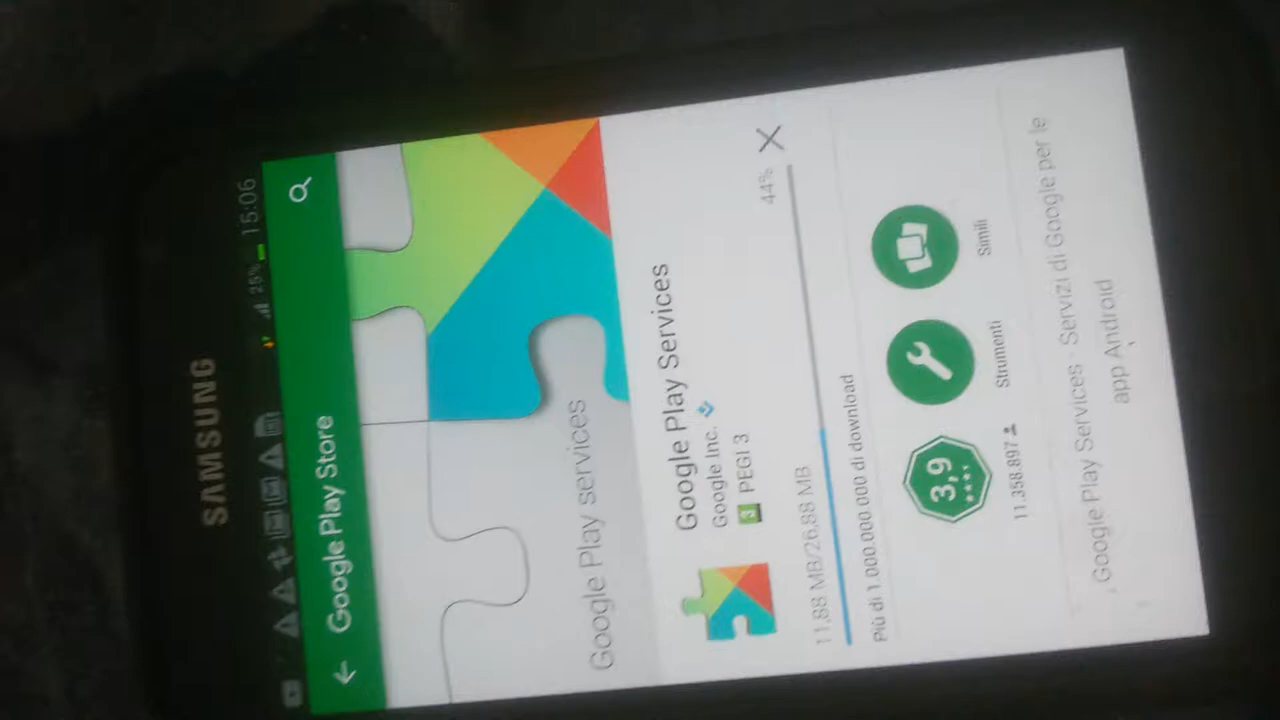 SAMSUNG
25% 15:06
Google Play Store
Google Play services
Google Play Services
Google Inc.
3 PEGI 3
11,88 MB/26,88 MB 44%
Più di 1.000.000.000 di download
3,9
11.358.897
Strumenti
Simili
Google Play Services - Servizi di Google per le
app Android